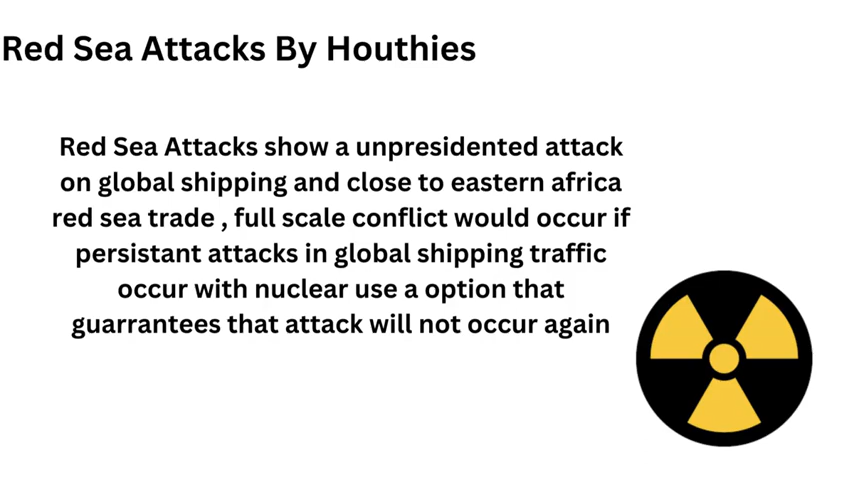 Red Sea Attacks By Houthies
Red Sea Attacks show a unpresidented attack
on global shipping and close to eastern africa
red sea trade , full scale conflict would occur if
persistant attacks in global shipping traffic
occur with nuclear use a option that
guarrantees that attack will not occur again